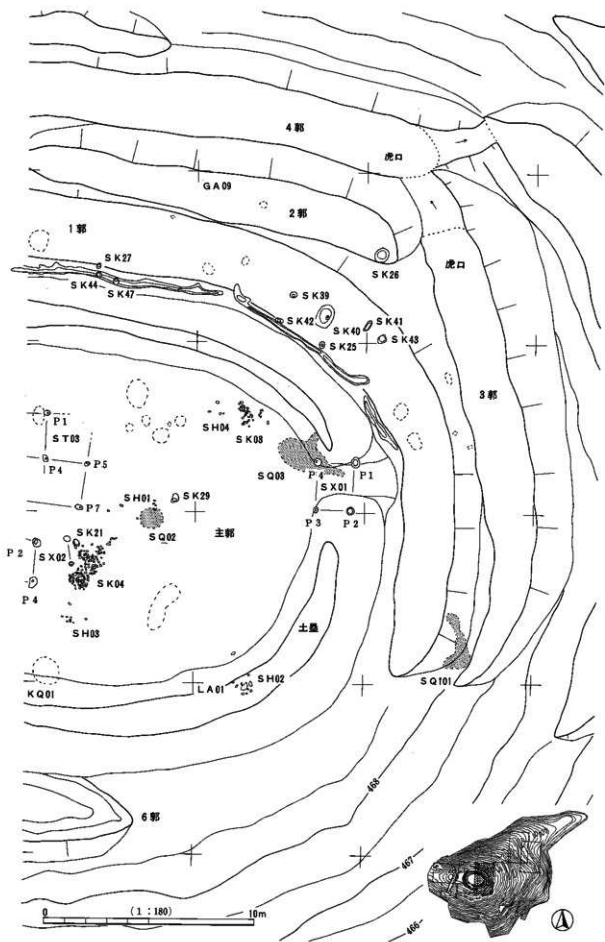 4郭
虎口
GA09
2郭
虎口
1郭
SK27
SK26
SK44
SK47
SK39
SK42
SK40
SK41
SK25
SK43
3郭
P1
SH04
SK08
ST03
P4
P5
SQ03
P4
P1
SX01
P7
SH01
SK29
P3
P2
SK21
SQ02
主郭
P2
SX02
SK04
P4
SH03
土塁
SH02
KQ01
LA01
SQ101
468
6郭
467
466
0
(1:180)
10m